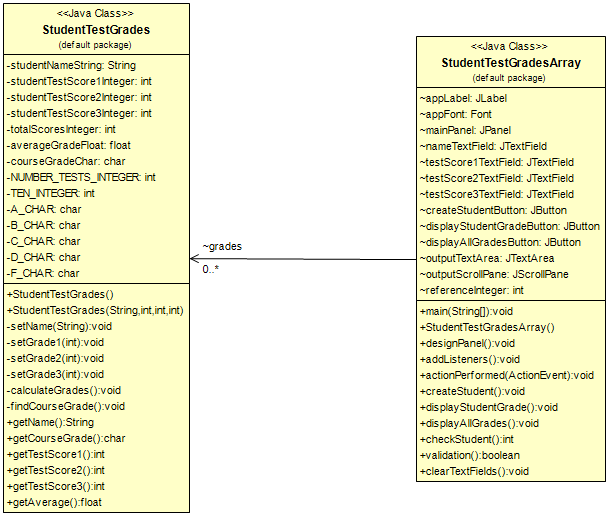 <<Java Class>>
StudentTestGrades
(default package)
-studentNameString: String
-studentTestScore1Integer: int
-studentTestScore2Integer: int
-studentTestScore3Integer: int
-totalScoresInteger: int
-averageGradeFloat: float
-courseGradeChar: char
-NUMBER_TESTS_INTEGER: int
-TEN_INTEGER: int
-A_CHAR: char
-B_CHAR: char
-C_CHAR: char
-D_CHAR: char
-F_CHAR: char
+StudentTestGrades()
+StudentTestGrades(String,int,int,int)
-setName(String):void
-setGrade1(int):void
-setGrade2(int):void
-setGrade3(int):void
-calculateGrades():void
-findCourseGrade():void
+getName():String
+getCourseGrade():char
+getTestScore1():int
+getTestScore2():int
+getTestScore3():int
+getAverage():float
~grades
0..*
<<Java Class>>
StudentTestGradesArray
(default package)
~appLabel: JLabel
~appFont: Font
~mainPanel: JPanel
~nameTextField: JTextField
~testScore1TextField: JTextField
~testScore2TextField: JTextField
~testScore3TextField: JTextField
~createStudentButton: JButton
~displayStudentGradeButton: JButton
~displayAllGradesButton: JButton
~outputTextArea: JTextArea
~outputScrollPane: JScrollPane
~referenceInteger: int
+main(String[]):void
+StudentTestGradesArray()
+designPanel():void
+addListeners():void
+actionPerformed(ActionEvent):void
+createStudent():void
+displayStudentGrade():void
+displayAllGrades():void
+checkStudent():int
+validation():boolean
+clearTextFields():void